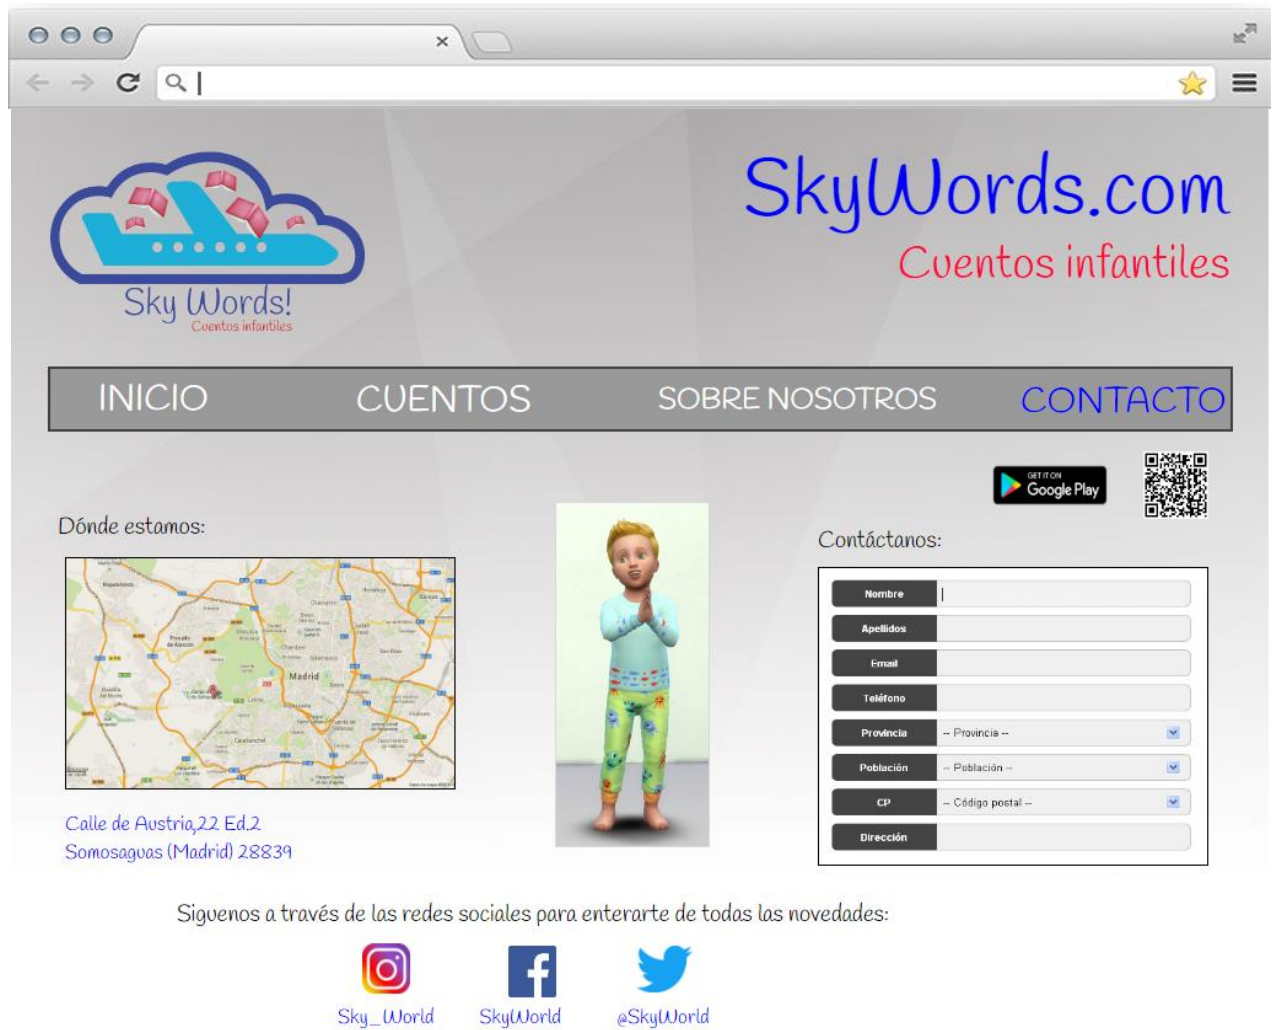 SkyWords.com
Cuentos infantiles
Sky Words!
Cuentos infantiles
INICIO CUENTOS SOBRE NOSOTROS CONTACTO
GET IT ON
Google Play
Dónde estamos:
Madrid
Calle de Austria,22 Ed.2
Somosaguas (Madrid) 28839
Contáctanos:
Nombre
Apellidos
Email
Teléfono
Provincia -- Provincia --
Población -- Población --
CP -- Código postal --
Dirección
Siguenos a través de las redes sociales para enterarte de todas las novedades:
Sky_World SkyWorld @SkyWorld